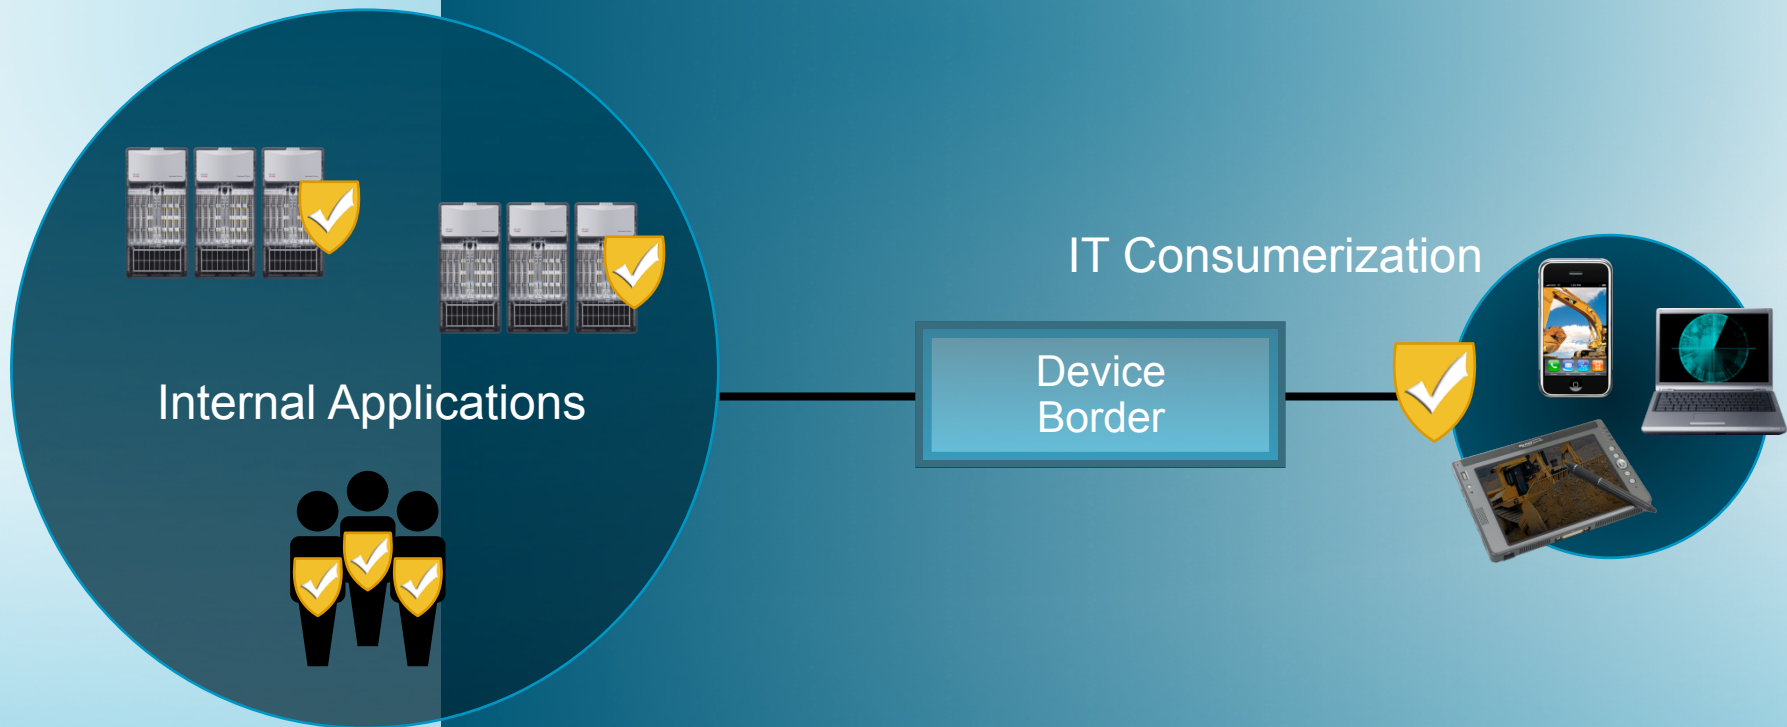 IT Consumerization
Device
Border
Internal Applications